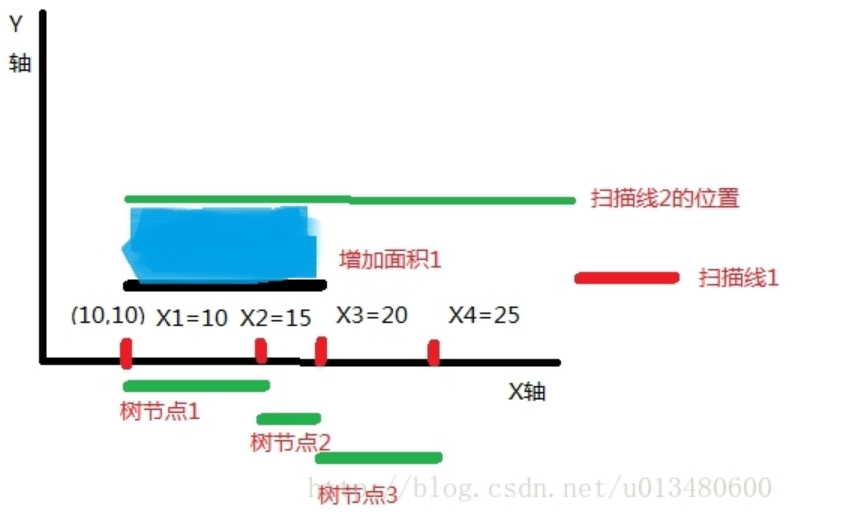 Y
轴
扫描线2的位置
增加面积1
扫描线1
(10,10) X1=10 X2=15 X3=20 X4=25
X轴
树节点1
树节点2
树节点3
http://blog.csdn.net/u013480600